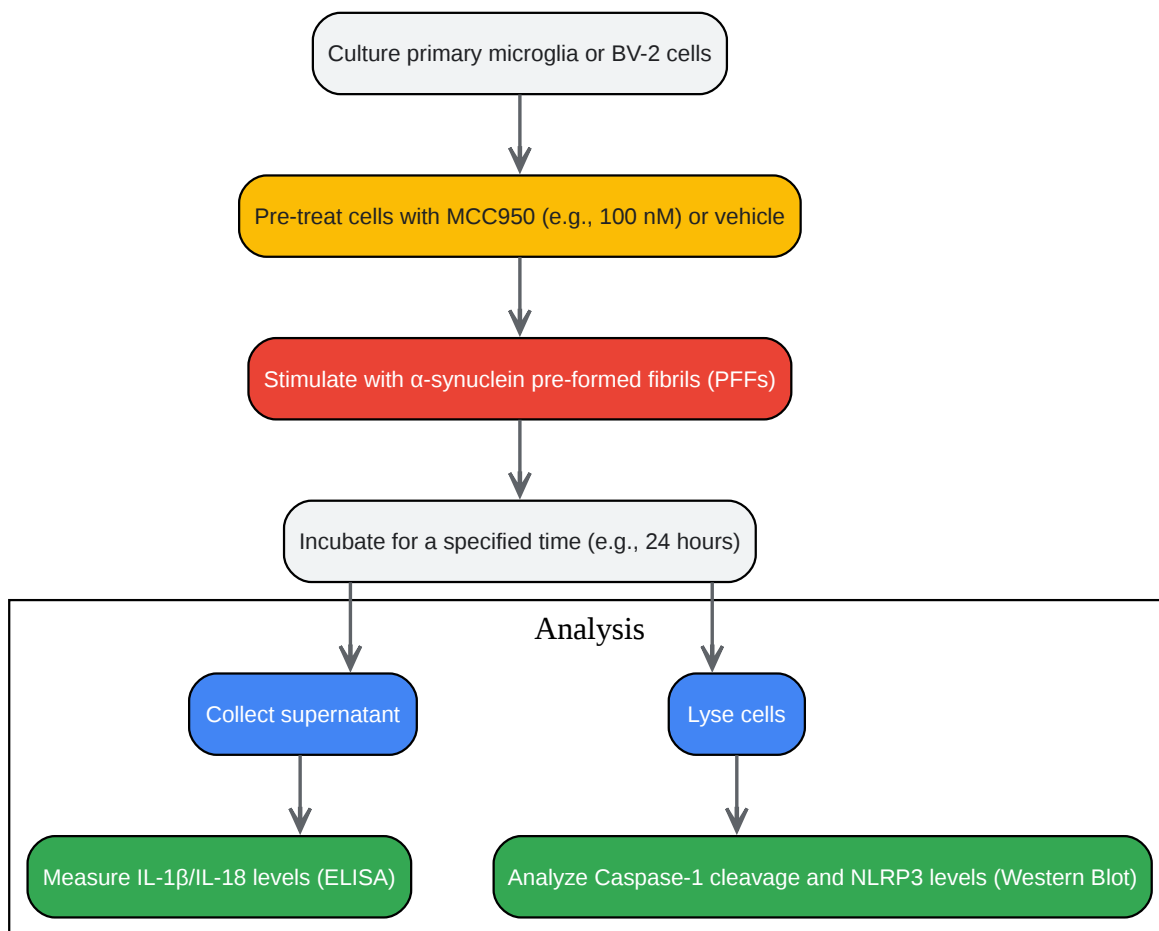 Culture primary microglia or BV-2 cells
Pre-treat cells with MCC950 (e.g., 100 nM) or vehicle
Stimulate with α-synuclein pre-formed fibrils (PFFs)
Incubate for a specified time (e.g., 24 hours)
Analysis
Collect supernatant
Lyse cells
Measure IL-1β/IL-18 levels (ELISA)
Analyze Caspase-1 cleavage and NLRP3 levels (Western Blot)